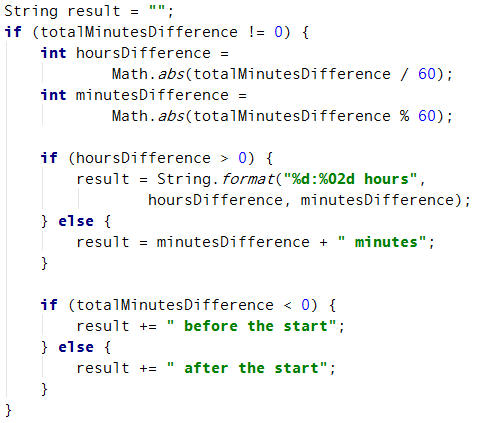 String result = "";
if (totalMinutesDifference != 0) {
    int hoursDifference =
            Math.abs(totalMinutesDifference / 60);
    int minutesDifference =
            Math.abs(totalMinutesDifference % 60);

    if (hoursDifference > 0) {
        result = String.format("%d:%02d hours",
                hoursDifference, minutesDifference);
    } else {
        result = minutesDifference + " minutes";
    }

    if (totalMinutesDifference < 0) {
        result += " before the start";
    } else {
        result += " after the start";
    }
}